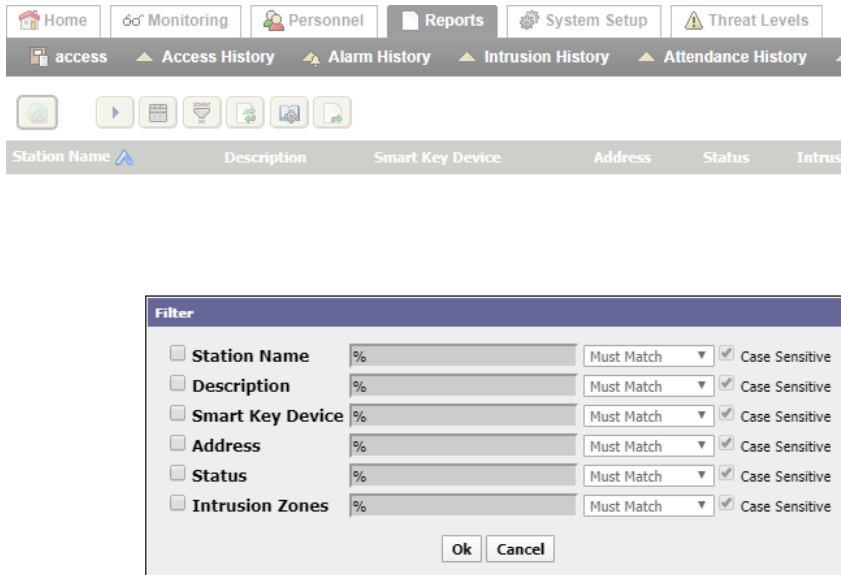 Home Monitoring Personnel Reports System Setup Threat Levels
access Access History Alarm History Intrusion History Attendance History
Station Name Description Smart Key Device Address Status Intrus
Filter
Station Name % Must Match Case Sensitive
Description % Must Match Case Sensitive
Smart Key Device % Must Match Case Sensitive
Address % Must Match Case Sensitive
Status % Must Match Case Sensitive
Intrusion Zones % Must Match Case Sensitive
Ok Cancel